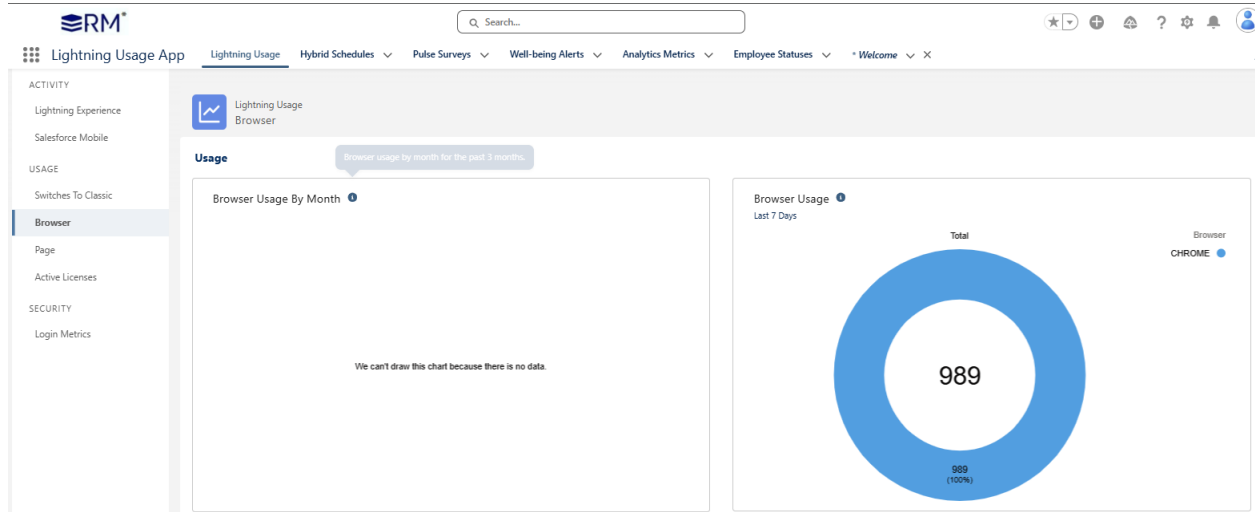 RM
Search...
Lightning Usage App
Lightning Usage
Hybrid Schedules
Pulse Surveys
Well-being Alerts
Analytics Metrics
Employee Statuses
* Welcome
ACTIVITY
Lightning Experience
Salesforce Mobile
USAGE
Switches To Classic
Browser
Page
Active Licenses
SECURITY
Login Metrics
Lightning Usage
Browser
Usage
Browser usage by month for the past 3 months.
Browser Usage By Month
We can't draw this chart because there is no data.
Browser Usage
Last 7 Days
Total
Browser
CHROME
989
989
(100%)